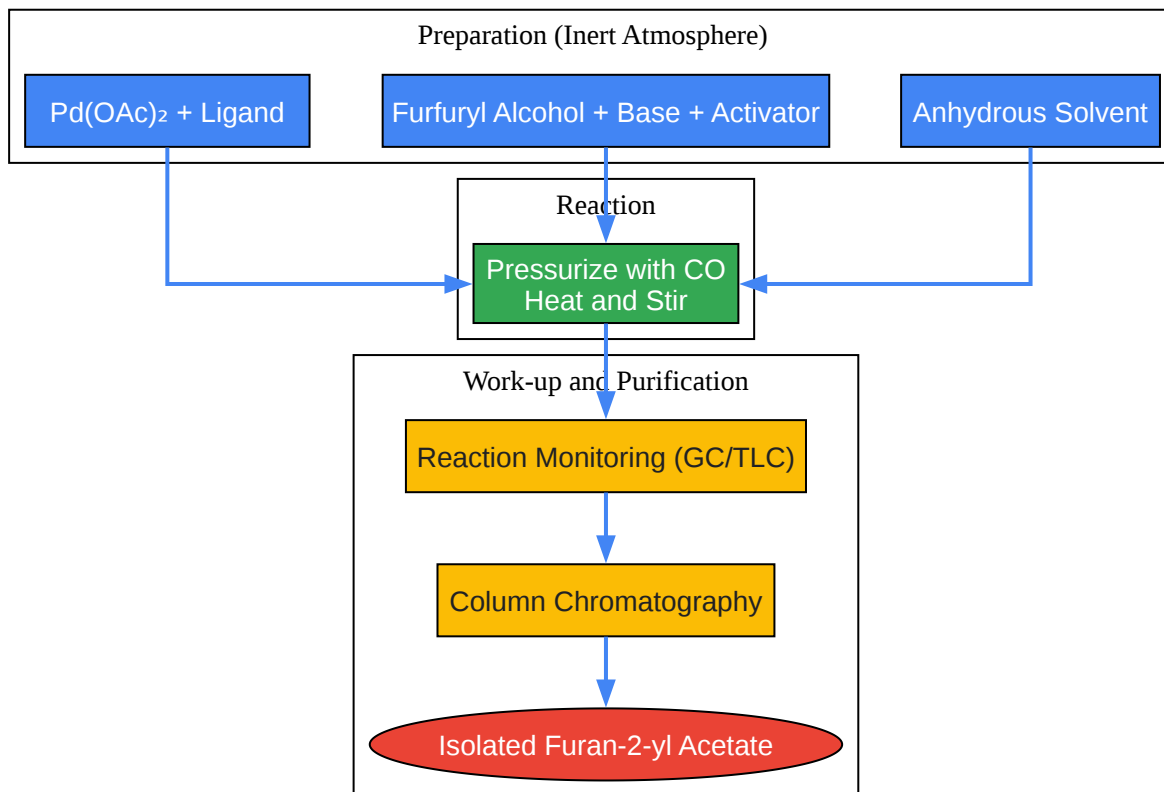 Preparation (Inert Atmosphere)
Pd(OAc)₂ + Ligand
Furfuryl Alcohol + Base + Activator
Anhydrous Solvent
Reaction
Pressurize with CO
Heat and Stir
Work-up and Purification
Reaction Monitoring (GC/TLC)
Column Chromatography
Isolated Furan-2-yl Acetate